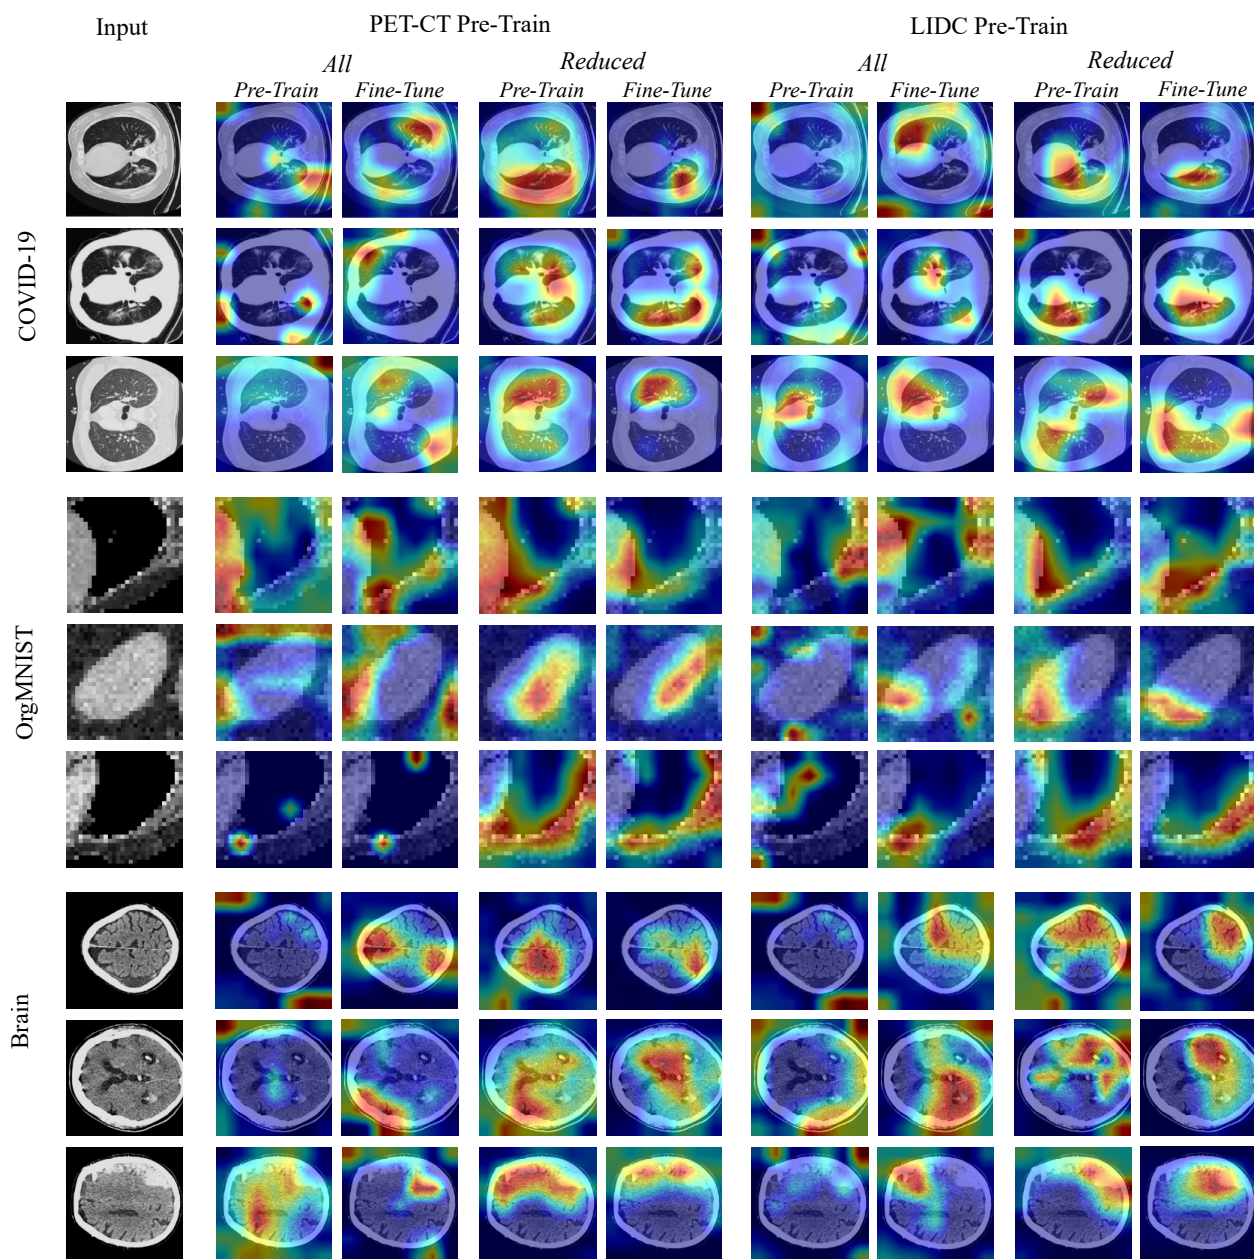 Input
PET-CT Pre-Train
LIDC Pre-Train
All
Reduced
All
Reduced
Pre-Train
Fine-Tune
Pre-Train
Fine-Tune
Pre-Train
Fine-Tune
Pre-Train
Fine-Tune
COVID-19
OrgMNIST
Brain